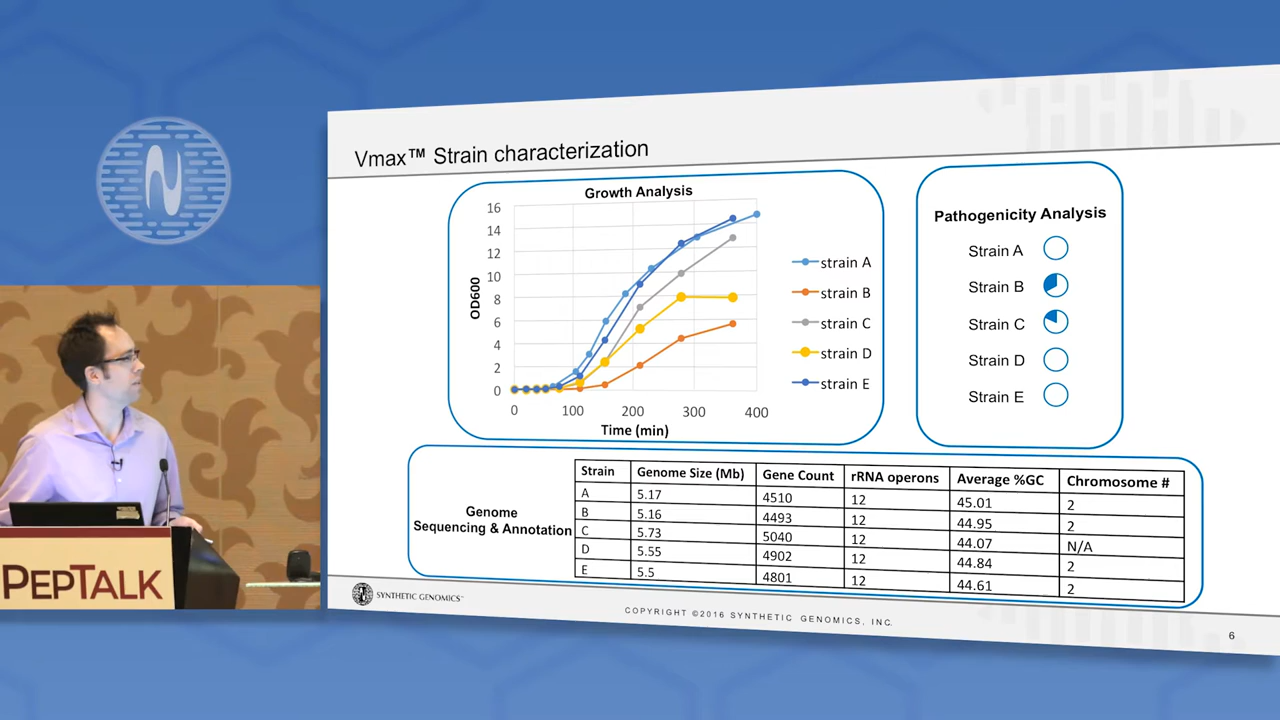 Vmax™ Strain characterization
Growth Analysis
16
14
12
10
8
6
4
2
0
OD600
0 100 200 300 400
Time (min)
strain A
strain B
strain C
strain D
strain E
Pathogenicity Analysis
Strain A
Strain B
Strain C
Strain D
Strain E
Genome
Sequencing & Annotation
Strain Genome Size (Mb) Gene Count rRNA operons Average %GC Chromosome #
A 5.17 4510 12 45.01 2
B 5.16 4493 12 44.95 2
C 5.73 5040 12 44.07 N/A
D 5.55 4902 12 44.84 2
E 5.5 4801 12 44.61 2
SYNTHETIC GENOMICS™
COPYRIGHT ©2016 SYNTHETIC GENOMICS, INC.
6
PEPTALK